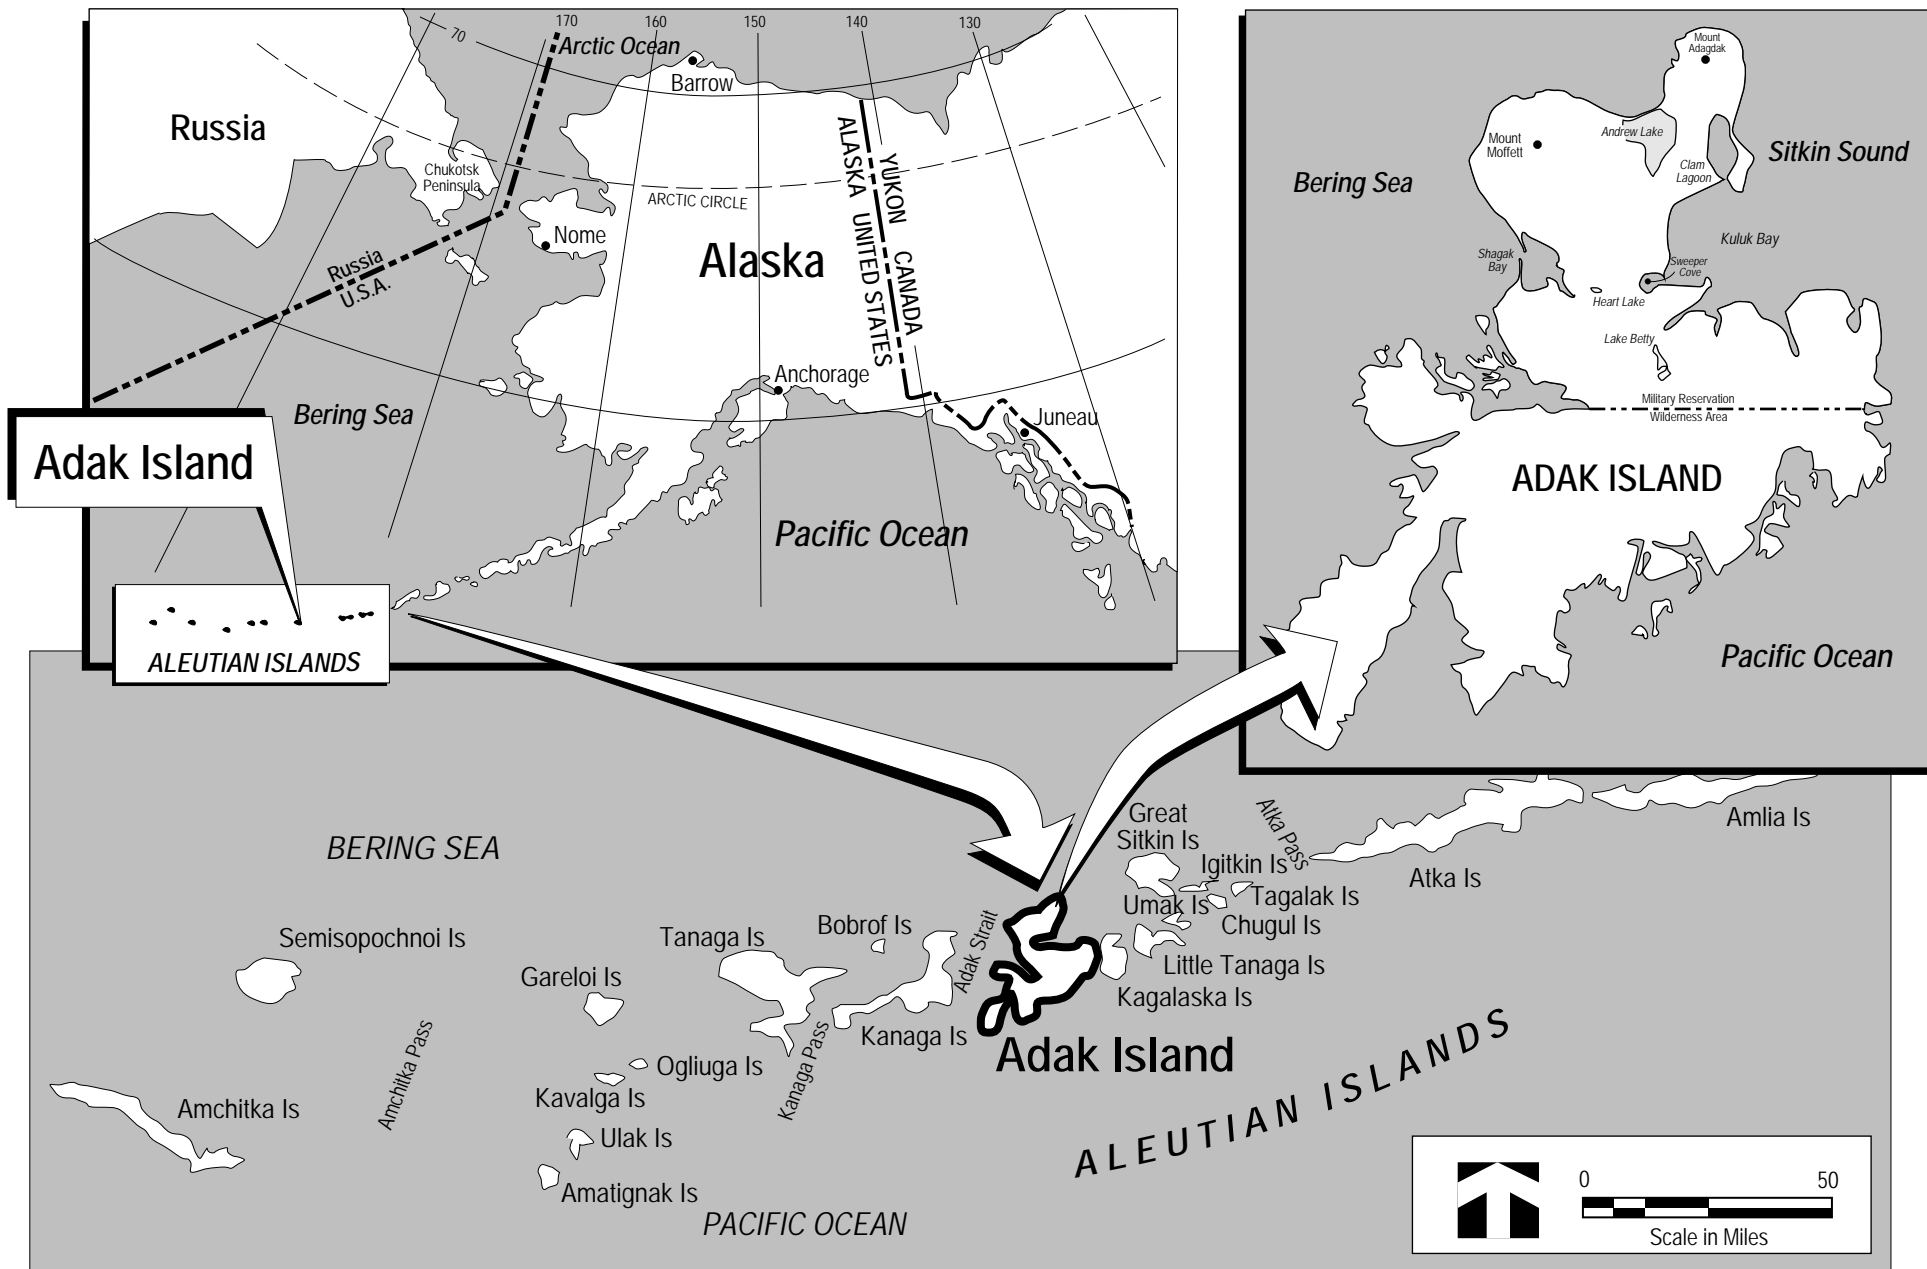 170
160
150
140
130
70
Arctic Ocean
Barrow
Russia
Chukotsk
Peninsula
ARCTIC CIRCLE
Nome
Alaska
ALASKA UNITED STATES
YUKON CANADA
Russia
U.S.A.
Anchorage
Juneau
Bering Sea
Pacific Ocean
Adak Island
ALEUTIAN ISLANDS
Mount
Adagdak
Mount
Moffett
Andrew Lake
Clam
Lagoon
Sitkin Sound
Bering Sea
Kuluk Bay
Shagak
Bay
Sweeper
Cove
Heart Lake
Lake Betty
Military Reservation
Wilderness Area
ADAK ISLAND
Pacific Ocean
BERING SEA
Great
Sitkin Is
Atka Pass
Amlia Is
Igitkin Is
Atka Is
Tagalak Is
Umak Is
Chugul Is
Bobrof Is
Adak Strait
Semisopochnoi Is
Tanaga Is
Gareloi Is
Little Tanaga Is
Kagalaska Is
Kanaga Is
Adak Island
Amchitka Pass
Kanaga Pass
Ogliuga Is
Kavalga Is
Amchitka Is
Ulak Is
Amatignak Is
ALEUTIAN ISLANDS
PACIFIC OCEAN
0
50
Scale in Miles